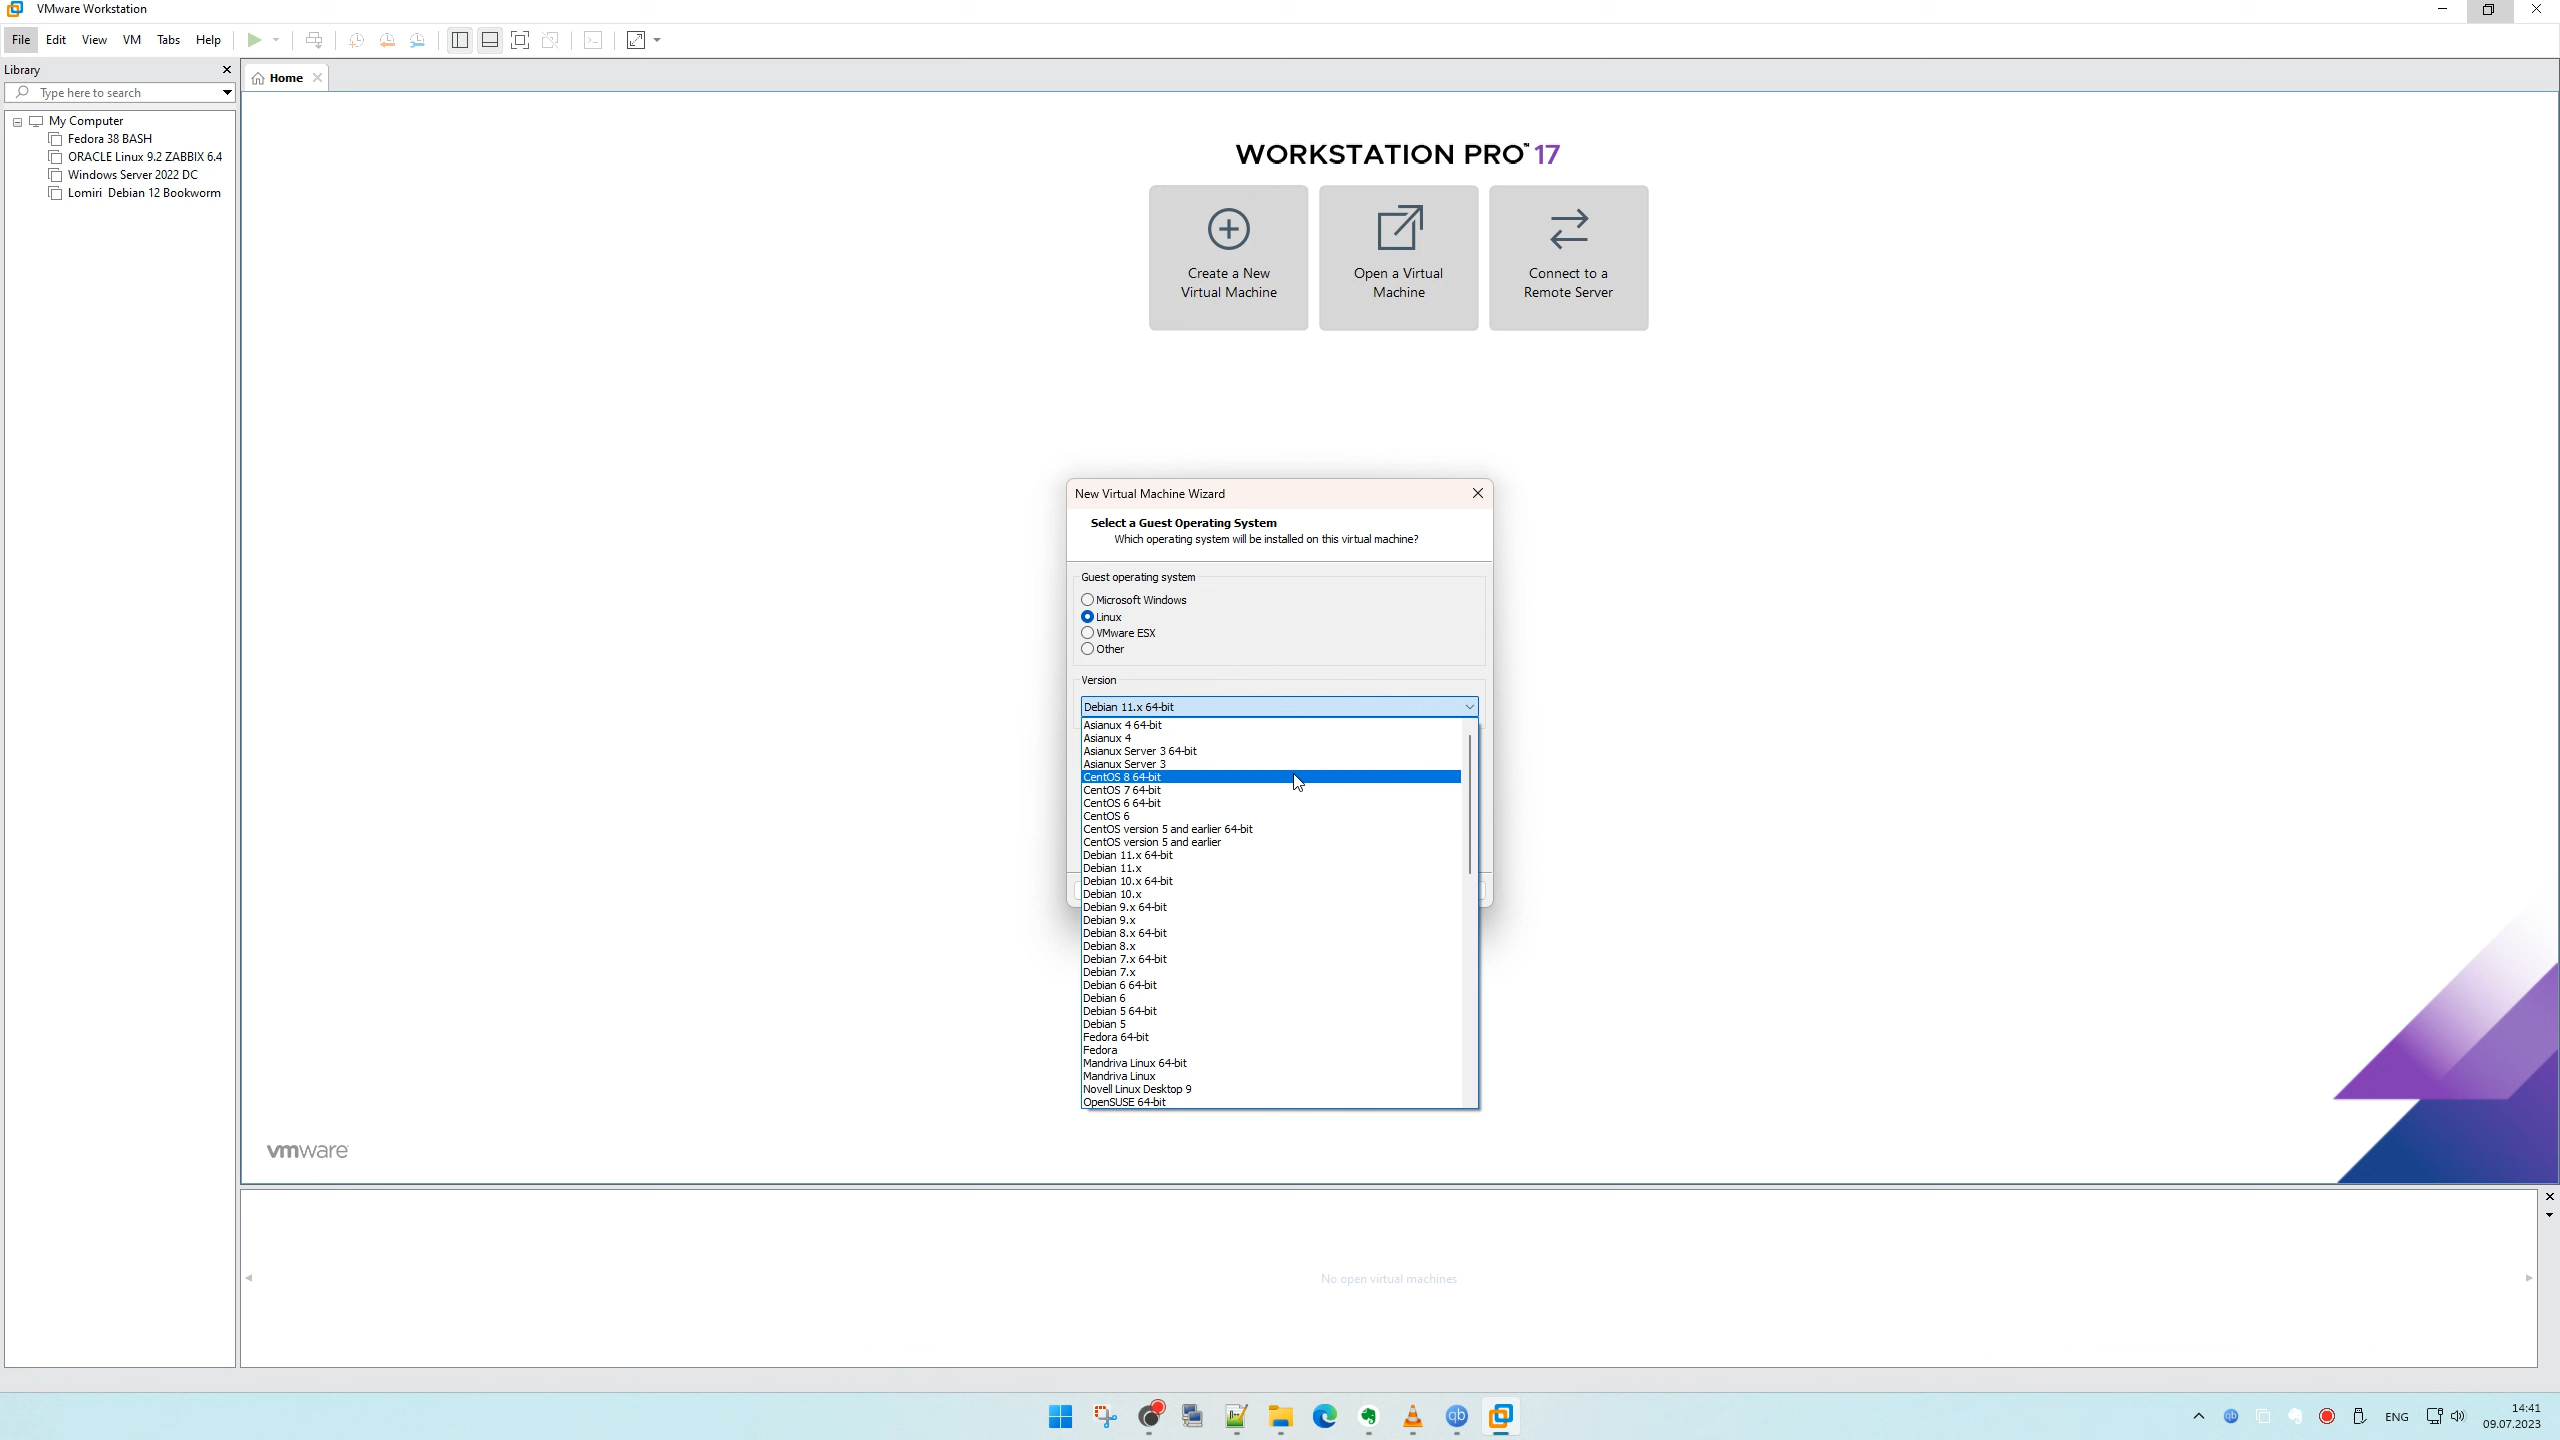 VMware Workstation
File Edit View VM Tabs Help
Library
Type here to search
My Computer
Fedora 38 BASH
ORACLE Linux 9.2 ZABBIX 6.4
Windows Server 2022 DC
Lomiri Debian 12 Bookworm
Home
WORKSTATION PRO™ 17
Create a New
Virtual Machine
Open a Virtual
Machine
Connect to a
Remote Server
New Virtual Machine Wizard
Select a Guest Operating System
Which operating system will be installed on this virtual machine?
Guest operating system
Microsoft Windows
Linux
VMware ESX
Other
Version
Debian 11.x 64-bit
Asianux 4 64-bit
Asianux 4
Asianux Server 3 64-bit
Asianux Server 3
CentOS 8 64-bit
CentOS 7 64-bit
CentOS 6 64-bit
CentOS 6
CentOS version 5 and earlier 64-bit
CentOS version 5 and earlier
Debian 11.x 64-bit
Debian 11.x
Debian 10.x 64-bit
Debian 10.x
Debian 9.x 64-bit
Debian 9.x
Debian 8.x 64-bit
Debian 8.x
Debian 7.x 64-bit
Debian 7.x
Debian 6 64-bit
Debian 6
Debian 5 64-bit
Debian 5
Fedora 64-bit
Fedora
Mandriva Linux 64-bit
Mandriva Linux
Novell Linux Desktop 9
OpenSUSE 64-bit
vmware
No open virtual machines
qb
qb
ENG
14:41
09.07.2023